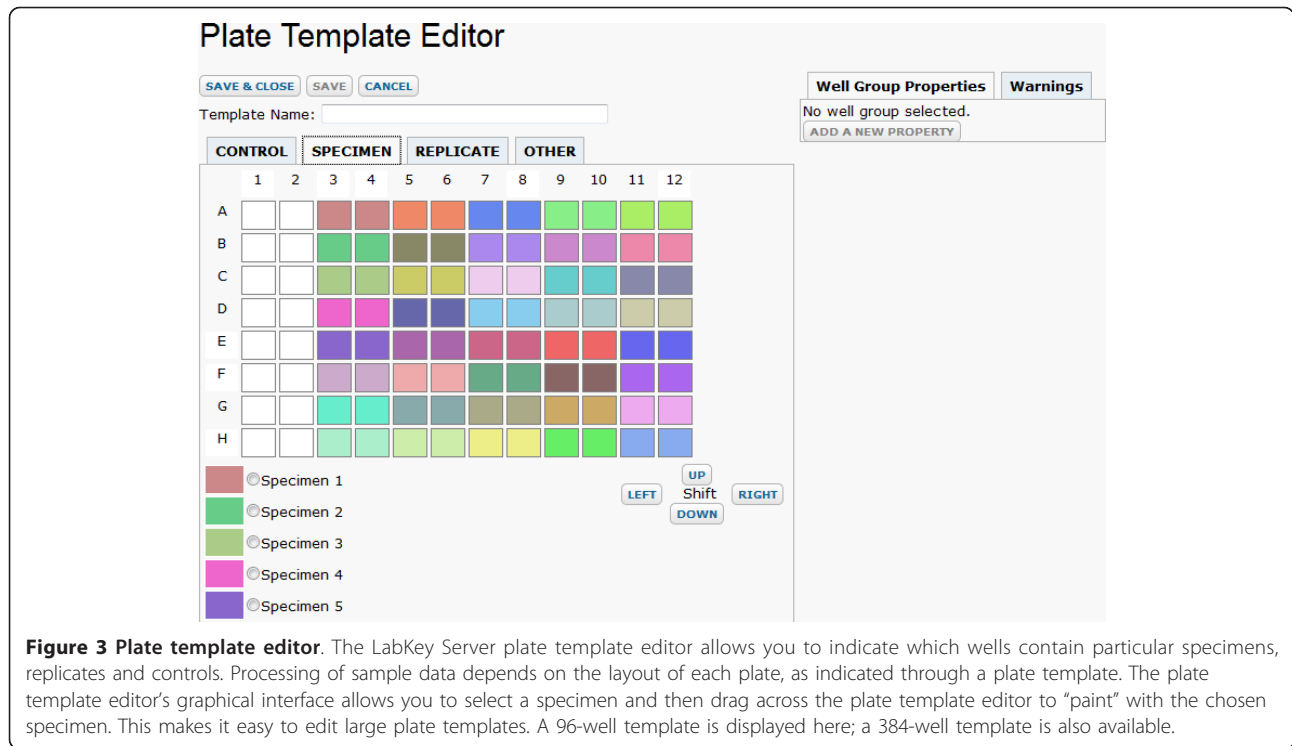 Plate Template Editor
SAVE & CLOSE SAVE CANCEL
Template Name:
Well Group Properties Warnings
No well group selected.
ADD A NEW PROPERTY
CONTROL SPECIMEN REPLICATE OTHER
1 2 3 4 5 6 7 8 9 10 11 12
A
B
C
D
E
F
G
H
Specimen 1
Specimen 2
Specimen 3
Specimen 4
Specimen 5
UP
LEFT Shift RIGHT
DOWN
Figure 3 Plate template editor. The LabKey Server plate template editor allows you to indicate which wells contain particular specimens,
replicates and controls. Processing of sample data depends on the layout of each plate, as indicated through a plate template. The plate
template editor's graphical interface allows you to select a specimen and then drag across the plate template editor to "paint" with the chosen
specimen. This makes it easy to edit large plate templates. A 96-well template is displayed here; a 384-well template is also available.